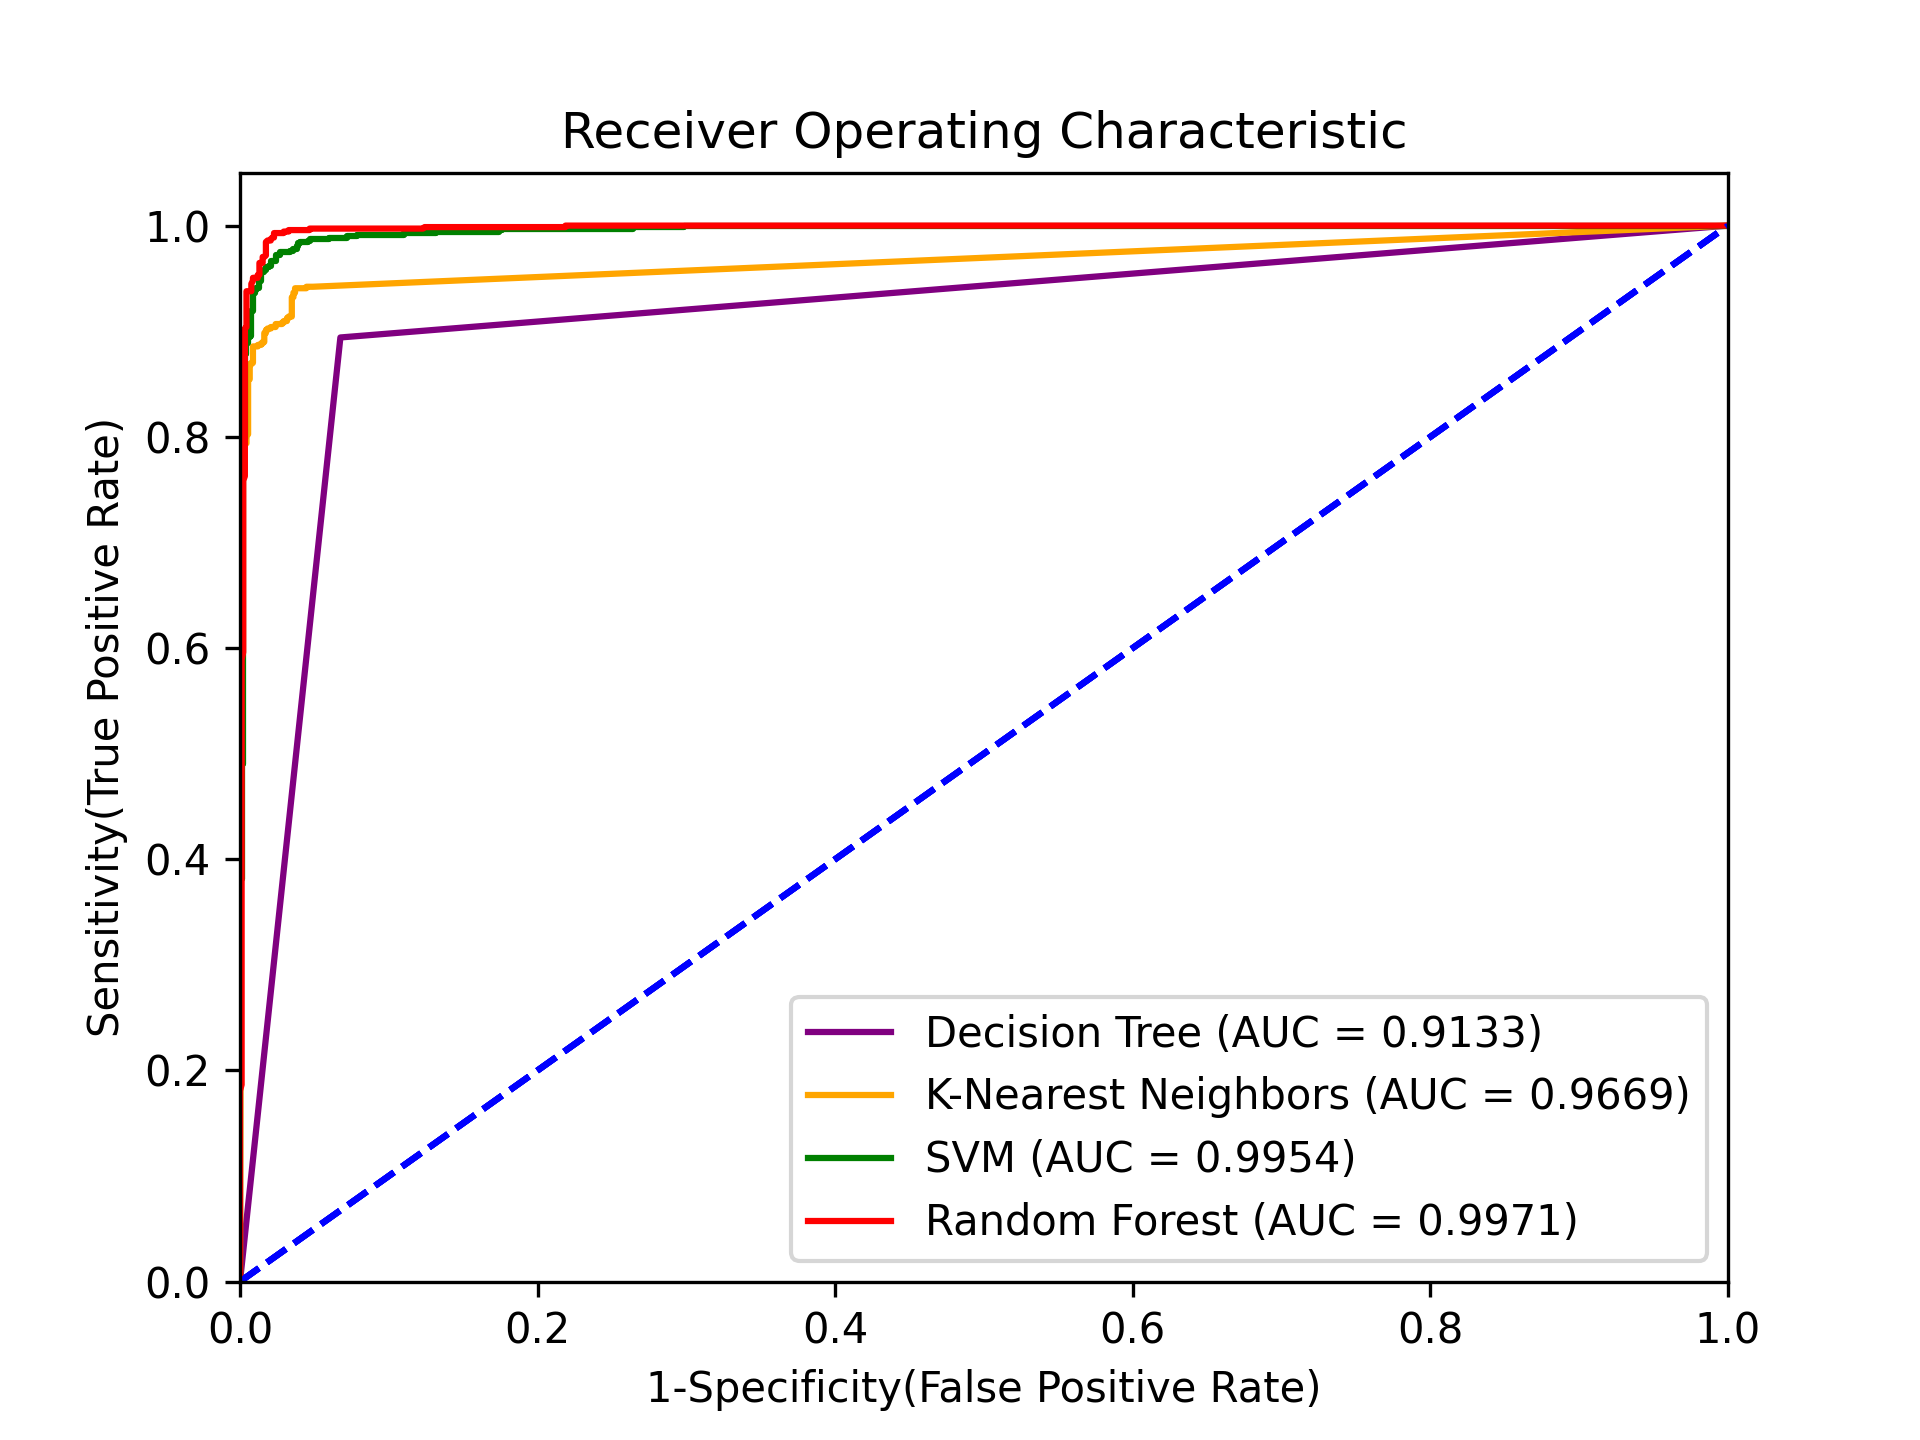 Receiver Operating Characteristic
1.0
0.8
0.6
0.4
0.2
0.0
Sensitivity(True Positive Rate)
Decision Tree (AUC = 0.9133)
K-Nearest Neighbors (AUC = 0.9669)
SVM (AUC = 0.9954)
Random Forest (AUC = 0.9971)
0.0 0.2 0.4 0.6 0.8 1.0
1-Specificity(False Positive Rate)